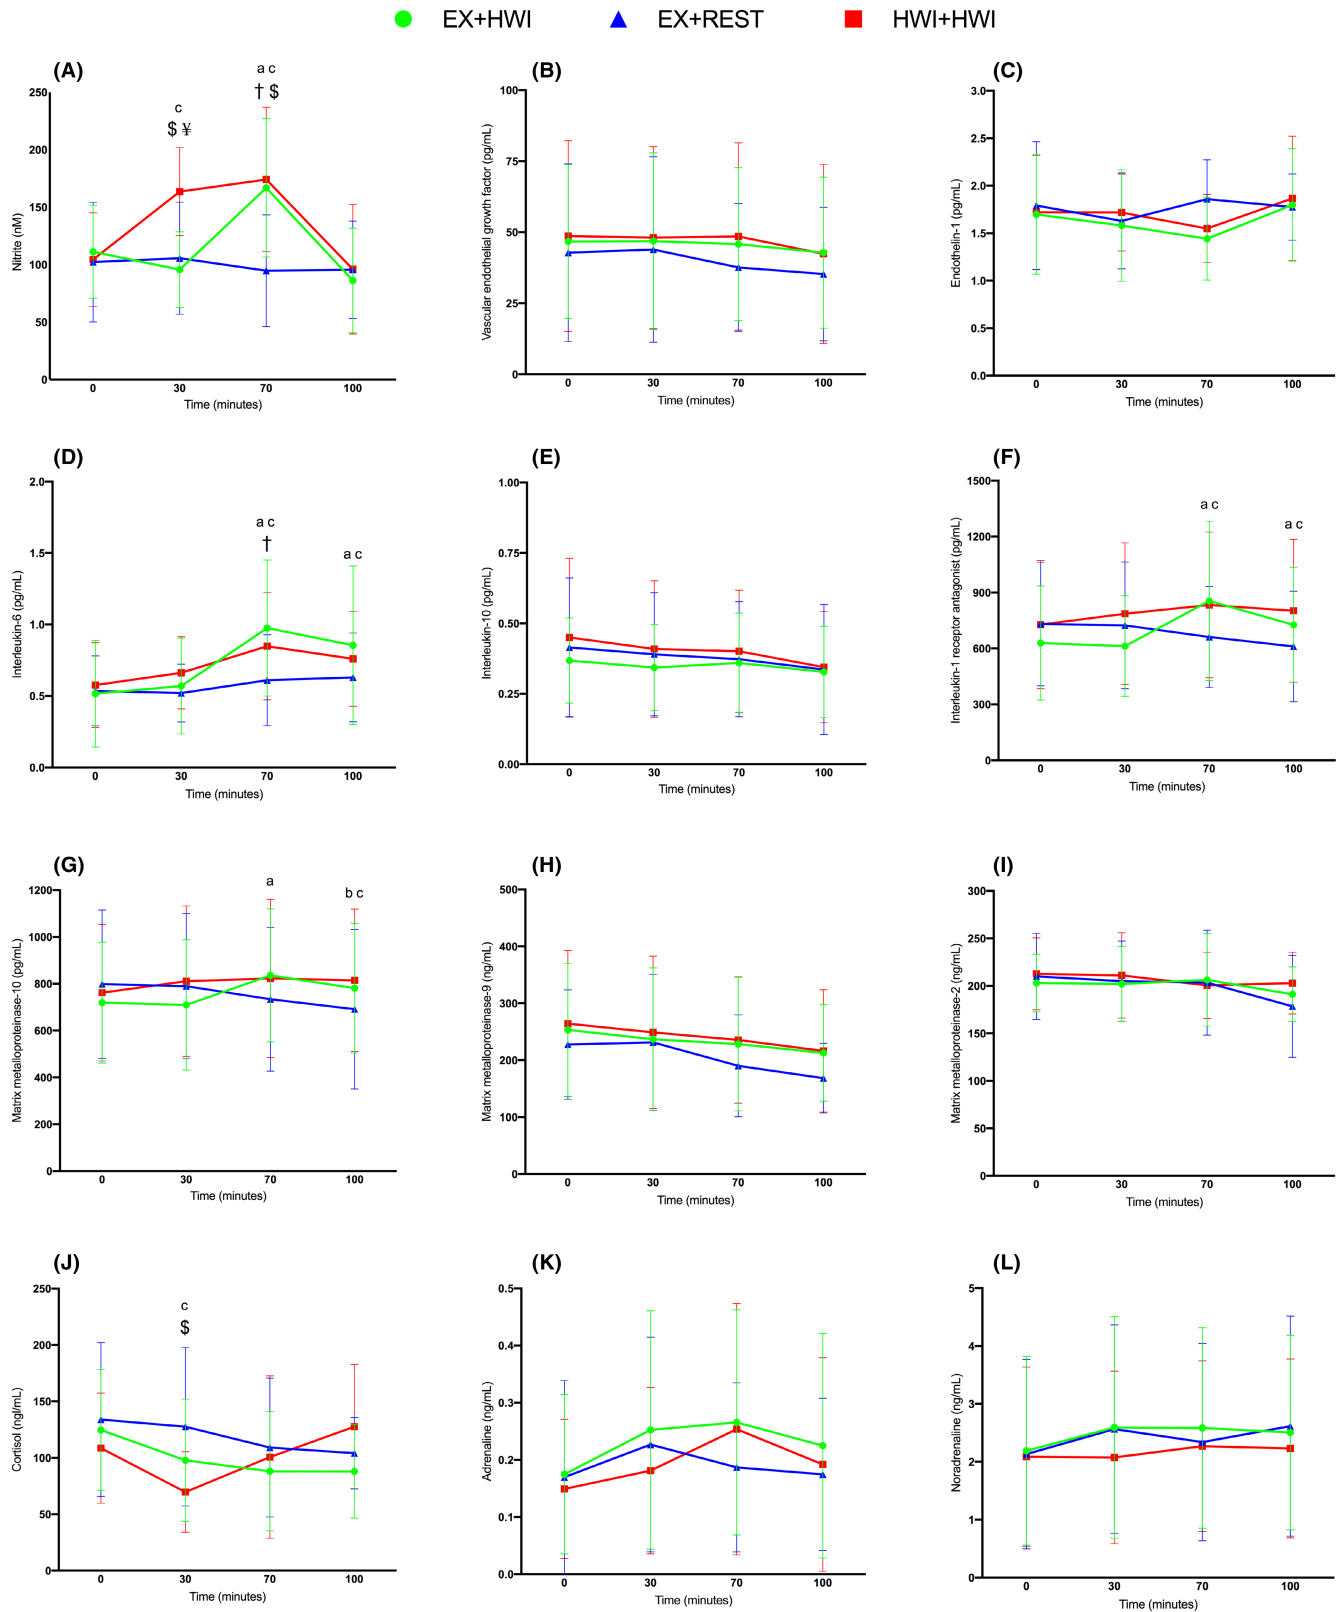 EX+HWI EX+REST HWI+HWI
(A)
a c
† $
c
$ ¥
250
200
150
100
50
0
Nitrite (nM)
0 30 70 100
Time (minutes)
(B)
100
75
50
25
0
Vascular endothelial growth factor (pg/mL)
0 30 70 100
Time (minutes)
(C)
3.0
2.5
2.0
1.5
1.0
0.5
0.0
Endothelin-1 (pg/mL)
0 30 70 100
Time (minutes)
(D)
a c
†
a c
2.0
1.5
1.0
0.5
0.0
Interleukin-6 (pg/mL)
0 30 70 100
Time (minutes)
(E)
1.00
0.75
0.50
0.25
0.00
Interleukin-10 (pg/mL)
0 30 70 100
Time (minutes)
(F)
a c
a c
1500
1200
900
600
300
0
Interleukin-1 receptor antagonist (pg/mL)
0 30 70 100
Time (minutes)
(G)
a
b c
1200
1000
800
600
400
200
0
Matrix metalloproteinase-10 (pg/mL)
0 30 70 100
Time (minutes)
(H)
500
400
300
200
100
0
Matrix metalloproteinase-9 (ng/mL)
0 30 70 100
Time (minutes)
(I)
300
250
200
150
100
50
0
Matrix metalloproteinase-2 (ng/mL)
0 30 70 100
Time (minutes)
(J)
c
$
250
200
150
100
50
0
Cortisol (ngl/mL)
0 30 70 100
Time (minutes)
(K)
0.5
0.4
0.3
0.2
0.1
0.0
Adrenaline (ng/mL)
0 30 70 100
Time (minutes)
(L)
5
4
3
2
1
0
Noradrenaline (ng/mL)
0 30 70 100
Time (minutes)